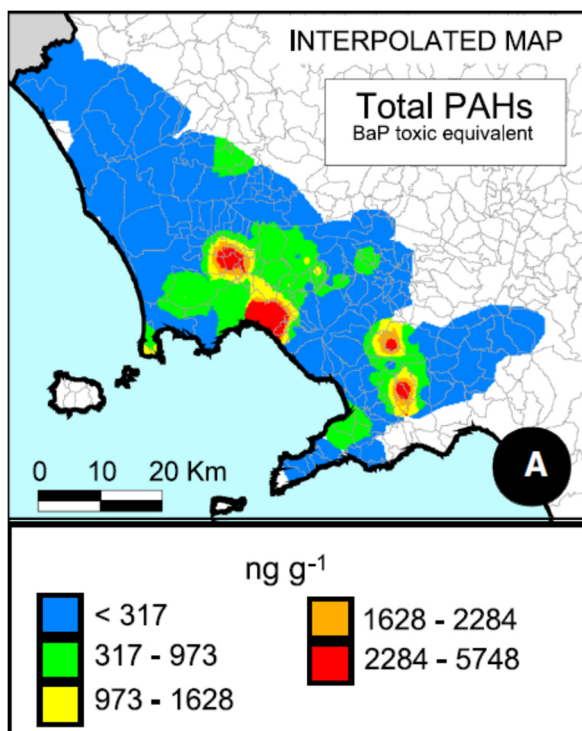 INTERPOLATED MAP
Total PAHs
BaP toxic equivalent
0 10 20 Km
A
ng g⁻¹
< 317
317 - 973
973 - 1628
1628 - 2284
2284 - 5748